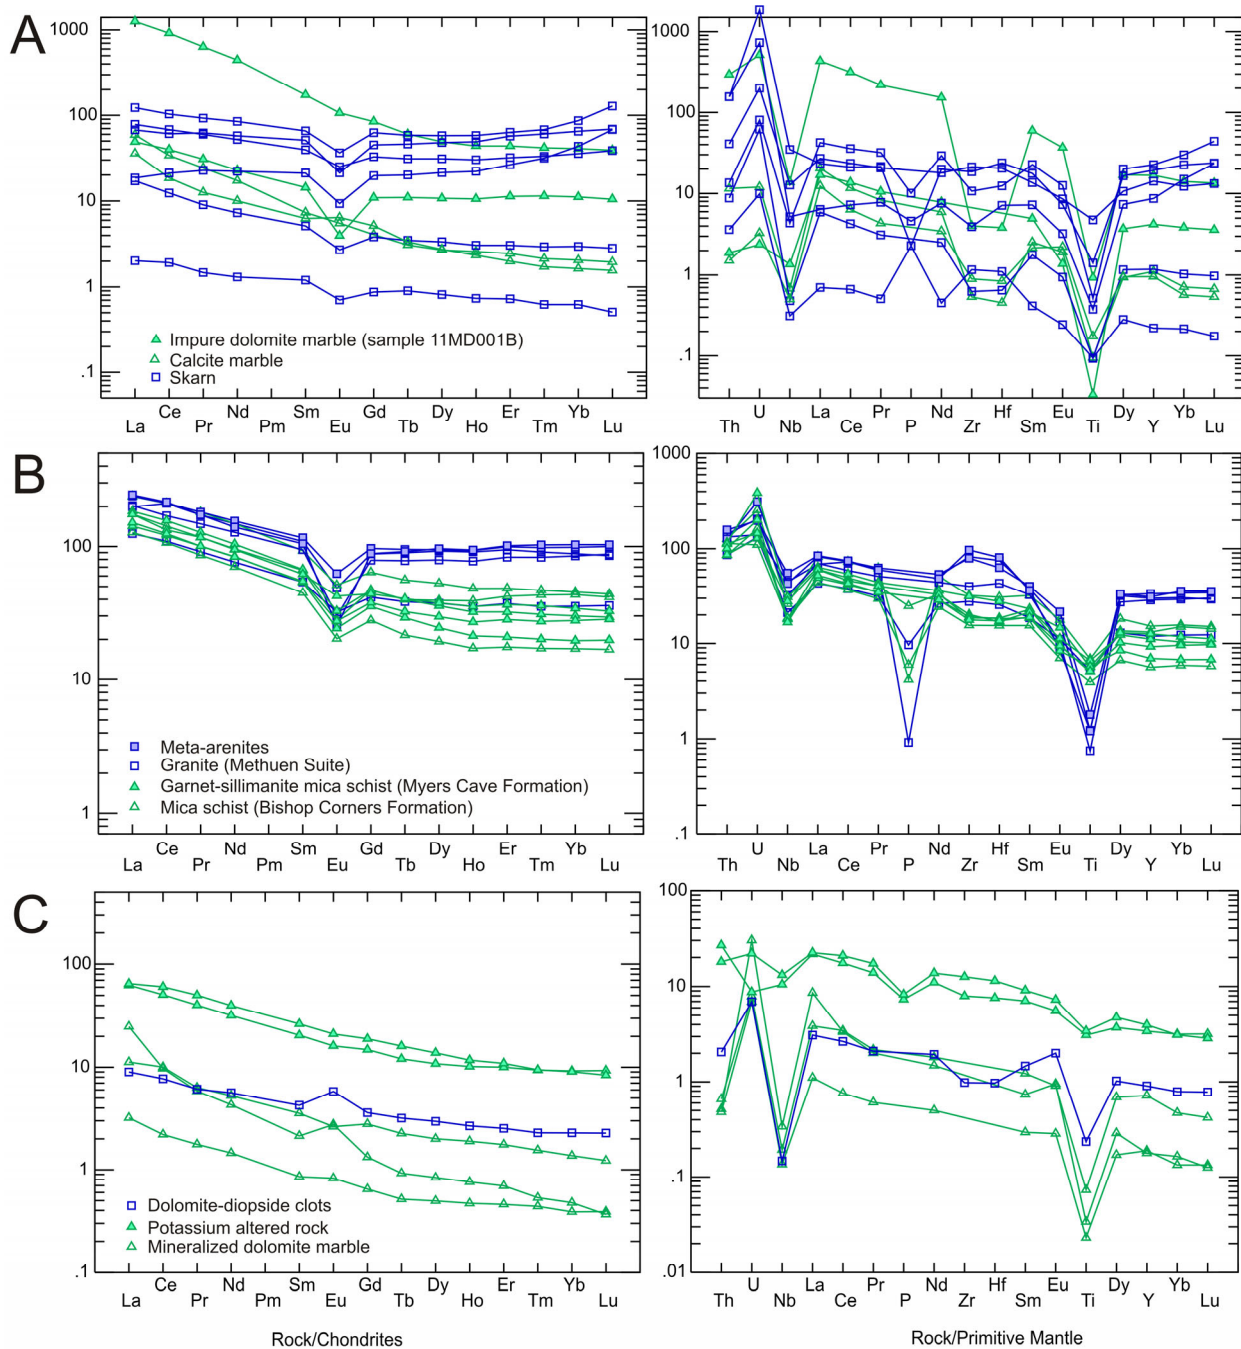 A
1000
100
10
1
.1
Impure dolomite marble (sample 11MD001B)
Calcite marble
Skarn
Ce Nd Sm Gd Dy Er Yb
La Pr Pm Eu Tb Ho Tm Lu
1000
100
10
1
.1
U La Pr Nd Hf Eu Dy Yb
Th Nb Ce P Zr Sm Ti Y Lu
B
100
10
1
Meta-arenites
Granite (Methuen Suite)
Garnet-sillimanite mica schist (Myers Cave Formation)
Mica schist (Bishop Corners Formation)
Ce Nd Sm Gd Dy Er Yb
La Pr Pm Eu Tb Ho Tm Lu
1000
100
10
1
.1
U La Pr Nd Hf Eu Dy Yb
Th Nb Ce P Zr Sm Ti Y Lu
C
100
10
1
.1
Dolomite-diopside clots
Potassium altered rock
Mineralized dolomite marble
Ce Nd Sm Gd Dy Er Yb
La Pr Pm Eu Tb Ho Tm Lu
Rock/Chondrites
100
10
1
.1
.01
U La Pr Nd Hf Eu Dy Yb
Th Nb Ce P Zr Sm Ti Y Lu
Rock/Primitive Mantle